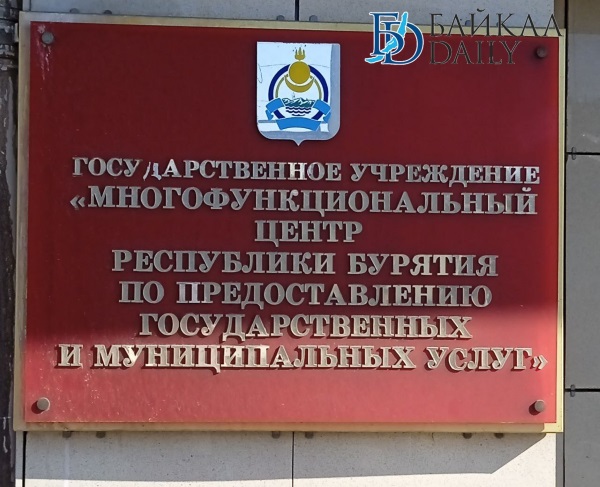 БАЙКАЛ
DAILY
ГОСУДАРСТВЕННОЕ УЧРЕЖДЕНИЕ
«МНОГОФУНКЦИОНАЛЬНЫЙ
ЦЕНТР
РЕСПУБЛИКИ БУРЯТИЯ
ПО ПРЕДОСТАВЛЕНИЮ
ГОСУДАРСТВЕННЫХ
И МУНИЦИПАЛЬНЫХ УСЛУГ»